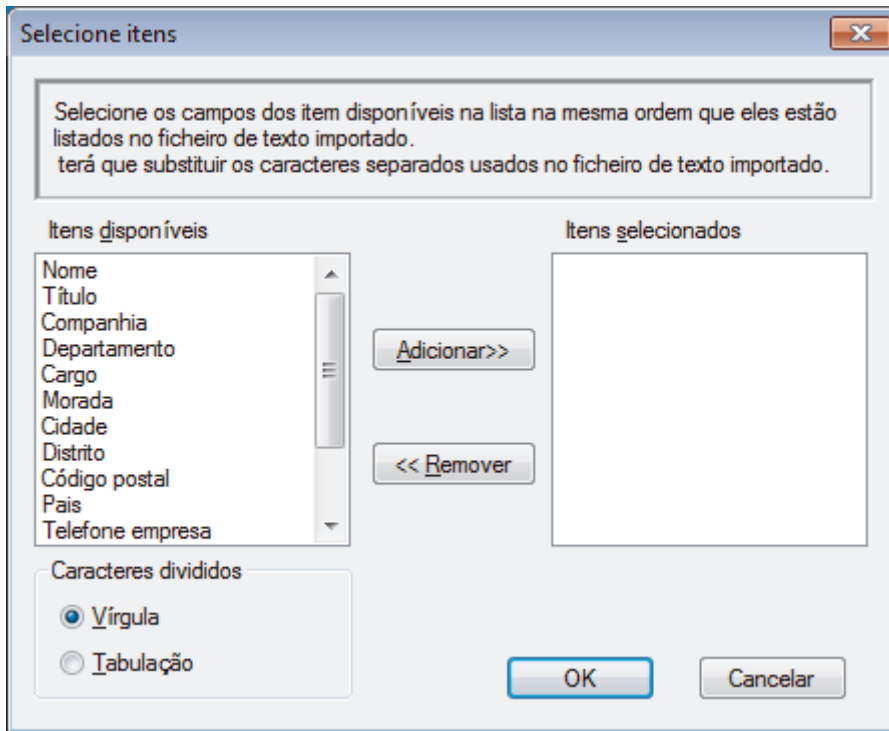 Selecione itens
Selecione os campos dos item disponíveis na lista na mesma ordem que eles estão
listados no ficheiro de texto importado.
terá que substituir os caracteres separados usados no ficheiro de texto importado.
Itens disponíveis
Itens selecionados
Nome
Título
Companhia
Departamento
Cargo
Morada
Cidade
Distrito
Código postal
Pais
Telefone empresa
Adicionar>>
<< Remover
Caracteres divididos
Vírgula
Tabulação
OK
Cancelar